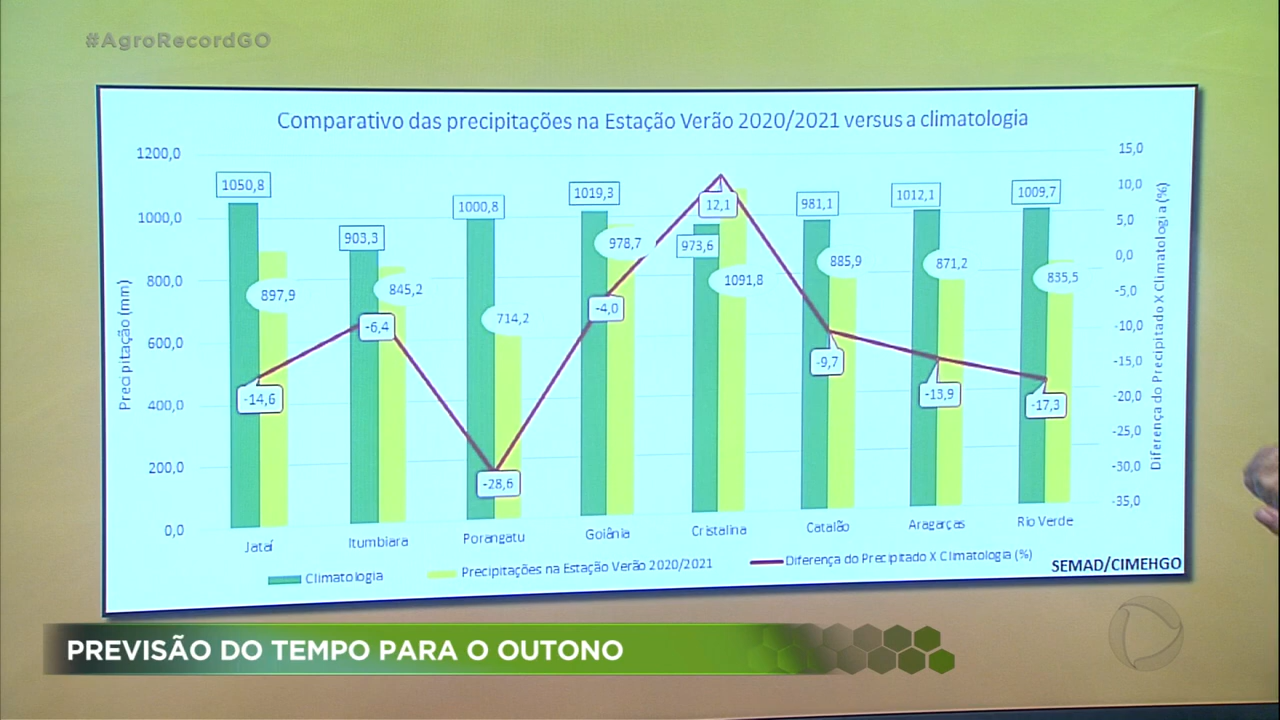 #AgroRecordGO
Comparativo das precipitações na Estação Verão 2020/2021 versus a climatologia
Precipitação (mm)
1200,0
1000,0
800,0
600,0
400,0
200,0
0,0
1050,8
897,9
-14,6
903,3
845,2
-6,4
1000,8
714,2
-28,6
1019,3
978,7
-4,0
12,1
973,6
1091,8
981,1
885,9
-9,7
1012,1
871,2
-13,9
1009,7
835,5
-17,3
15,0
10,0
5,0
0,0
-5,0
-10,0
-15,0
-20,0
-25,0
-30,0
-35,0
Diferença do Precipitado X Climatologia (%)
Jataí
Itumbiara
Porangatu
Goiânia
Cristalina
Catalão
Aragarças
Rio Verde
Climatologia
Precipitações na Estação Verão 2020/2021
Diferença do Precipitado X Climatologia (%)
SEMAD/CIMEHGO
PREVISÃO DO TEMPO PARA O OUTONO